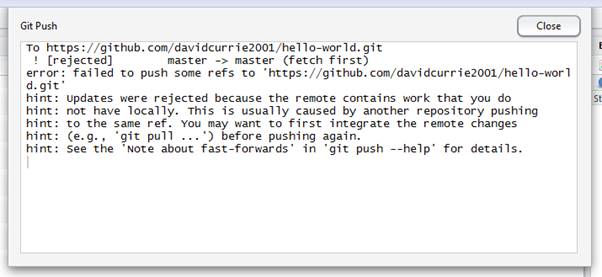 Git Push
Close
To https://github.com/davidcurrie2001/hello-world.git
 ! [rejected]        master -> master (fetch first)
error: failed to push some refs to 'https://github.com/davidcurrie2001/hello-worl
d.git'
hint: Updates were rejected because the remote contains work that you do
hint: not have locally. This is usually caused by another repository pushing
hint: to the same ref. You may want to first integrate the remote changes
hint: (e.g., 'git pull ...') before pushing again.
hint: See the 'Note about fast-forwards' in 'git push --help' for details.